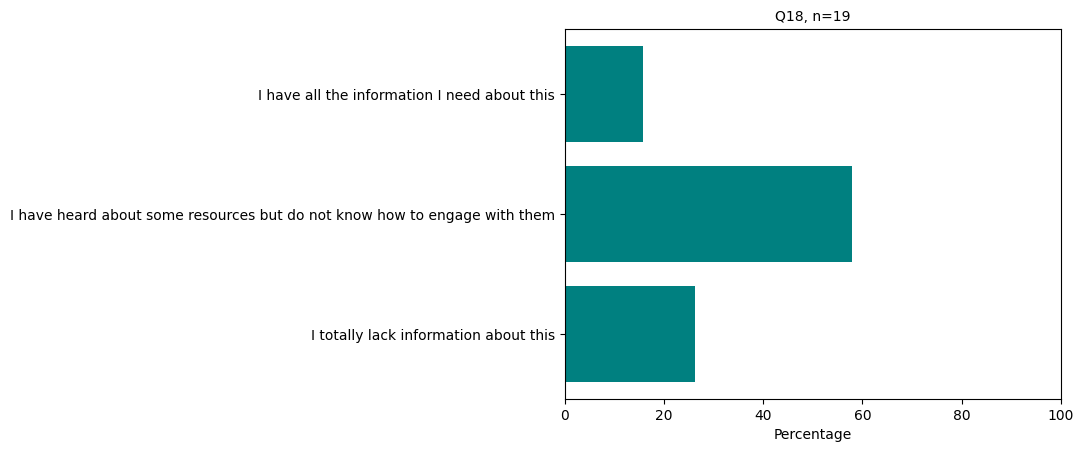 Q18, n=19
I have all the information I need about this
I have heard about some resources but do not know how to engage with them
I totally lack information about this
0 20 40 60 80 100
Percentage